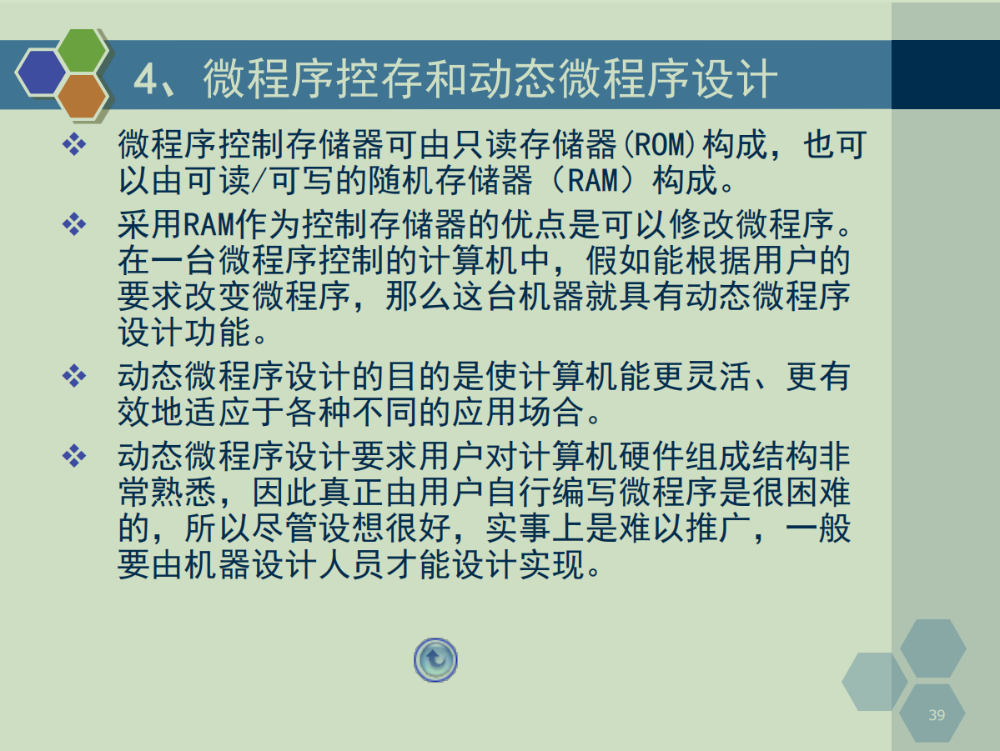 4、微程序控存和动态微程序设计
微程序控制存储器可由只读存储器(ROM)构成，也可
以由可读/可写的随机存储器（RAM）构成。
采用RAM作为控制存储器的优点是可以修改微程序。
在一台微程序控制的计算机中，假如能根据用户的
要求改变微程序，那么这台机器就具有动态微程序
设计功能。
动态微程序设计的目的是使计算机能更灵活、更有
效地适应于各种不同的应用场合。
动态微程序设计要求用户对计算机硬件组成结构非
常熟悉，因此真正由用户自行编写微程序是很困难
的，所以尽管设想很好，实事上是难以推广，一般
要由机器设计人员才能设计实现。
39